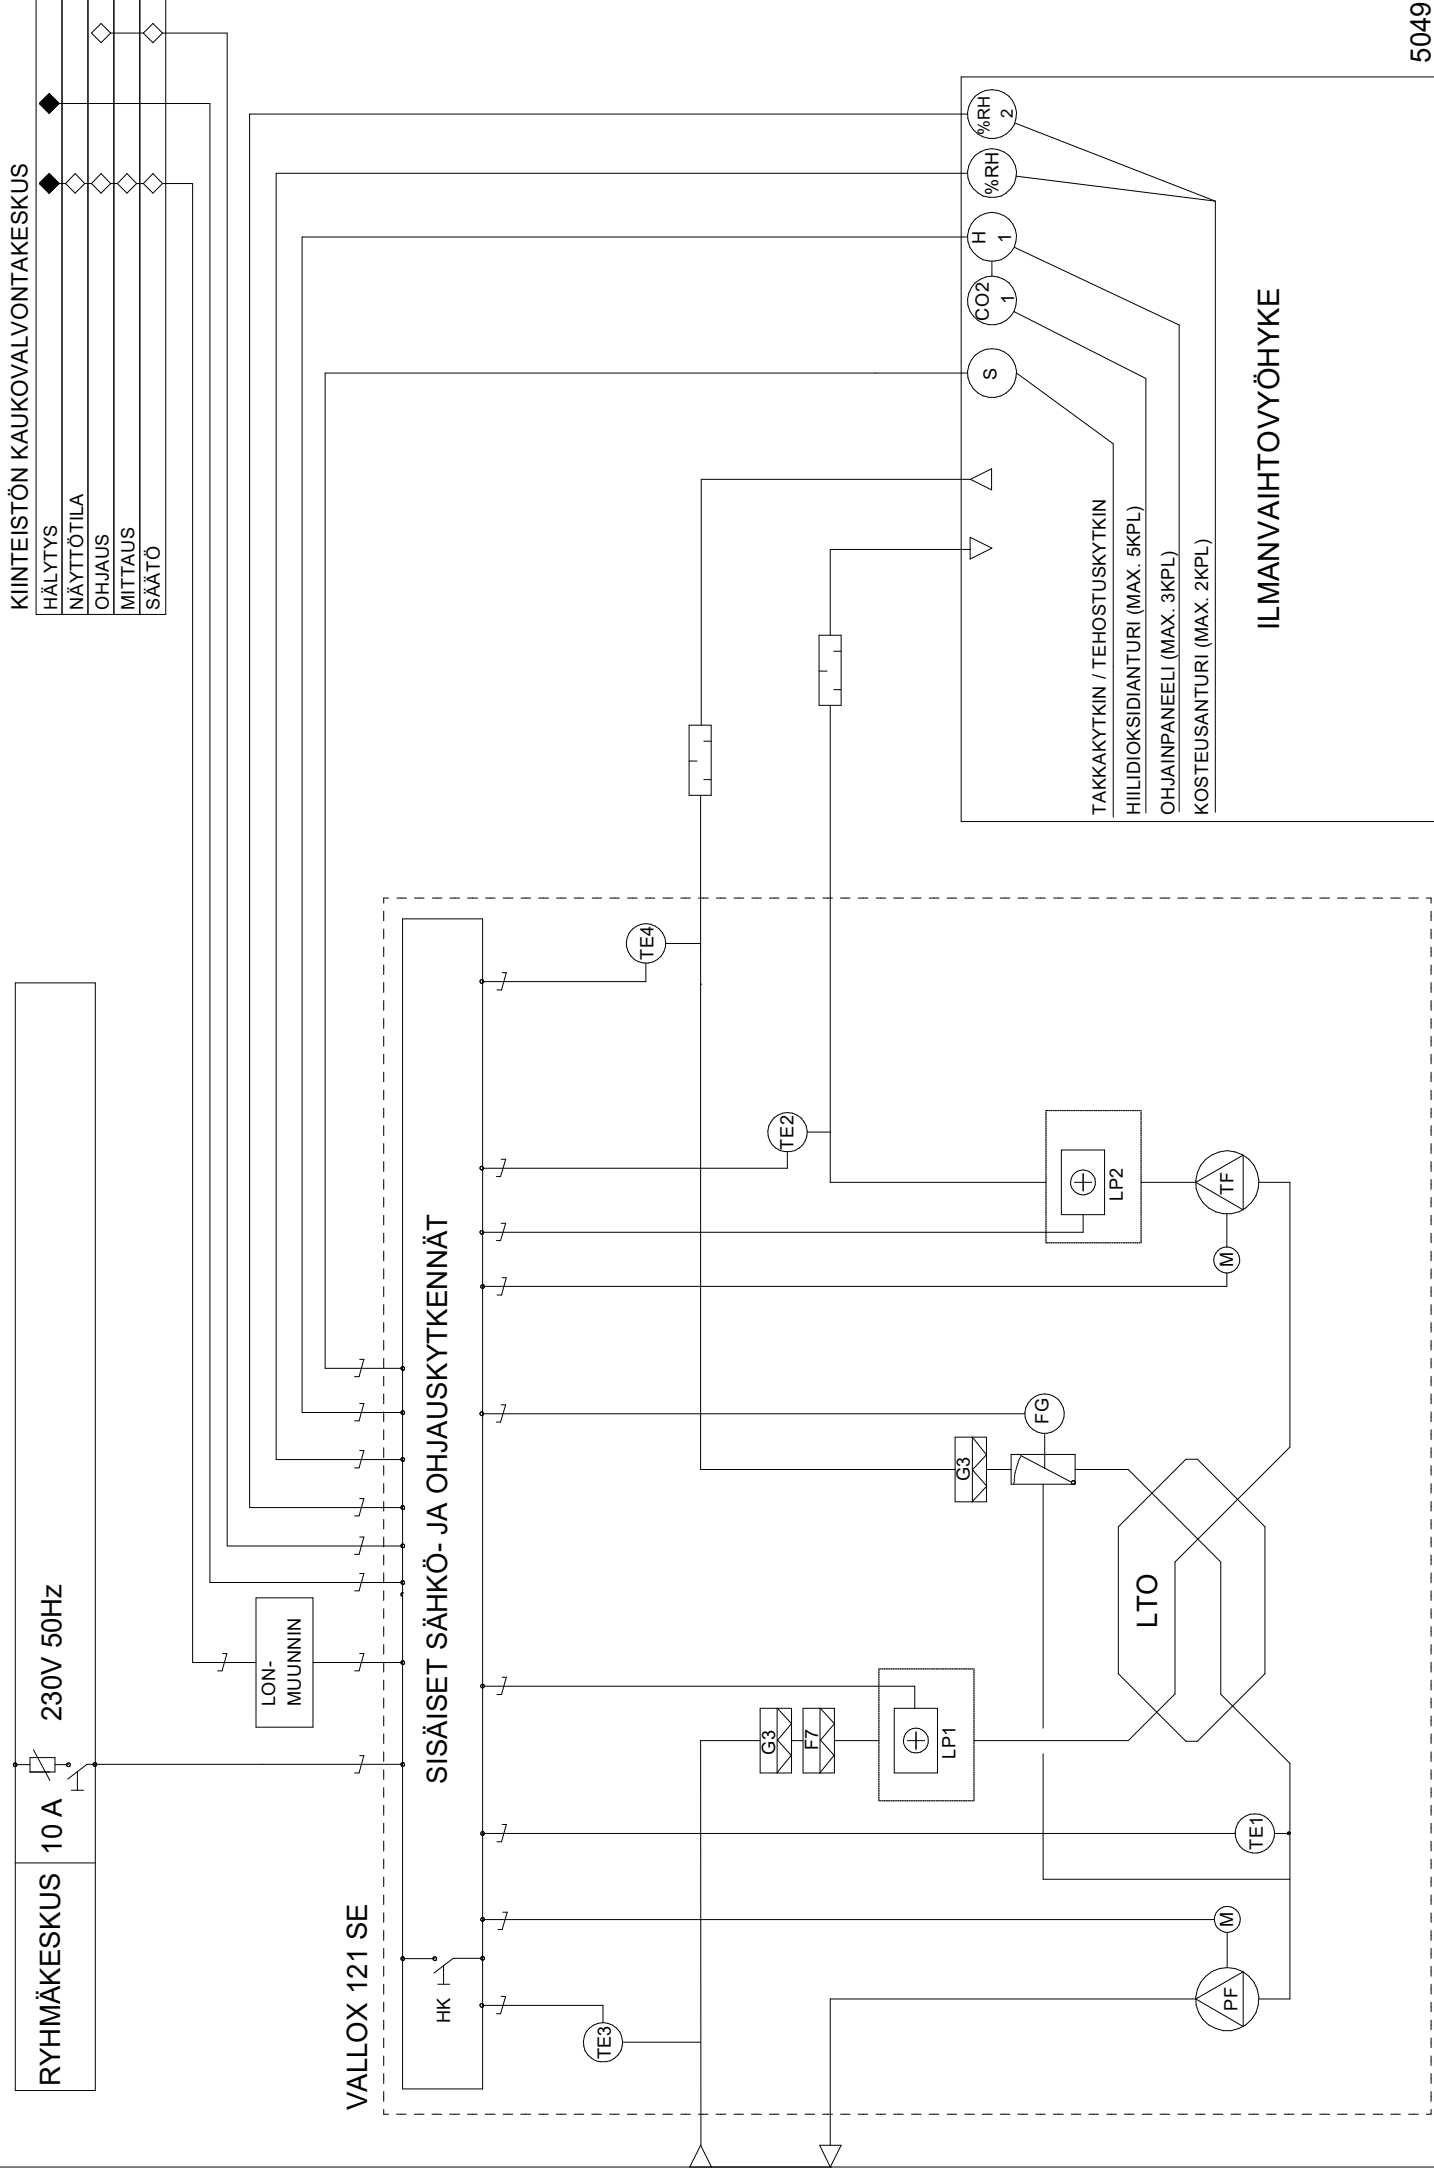 KIINTEISTÖN KAUKOVALVONTAKESKUS
HÄLYTYS
NÄYTTÖTILA
OHJAUS
MITTAUS
SÄÄTÖ
RYHMÄKESKUS
10 A
230V 50Hz
LON-
MUUNNIN
VALLOX 121 SE
SISÄISET SÄHKÖ- JA OHJAUSKYTKENNÄT
HK
TE3
TE4
TE2
G3
F7
LP1
G3
FG
LP2
M
PF
TE1
LTO
M
TF
S
CO2
1
H
1
%RH
%RH
2
TAKKAKYTKIN / TEHOSTUSKYTKIN
HIILIDIOKSIDIANTURI (MAX. 5KPL)
OHJAINPANEELI (MAX. 3KPL)
KOSTEUSANTURI (MAX. 2KPL)
ILMANVAIHTOVYÖHYKE
5049